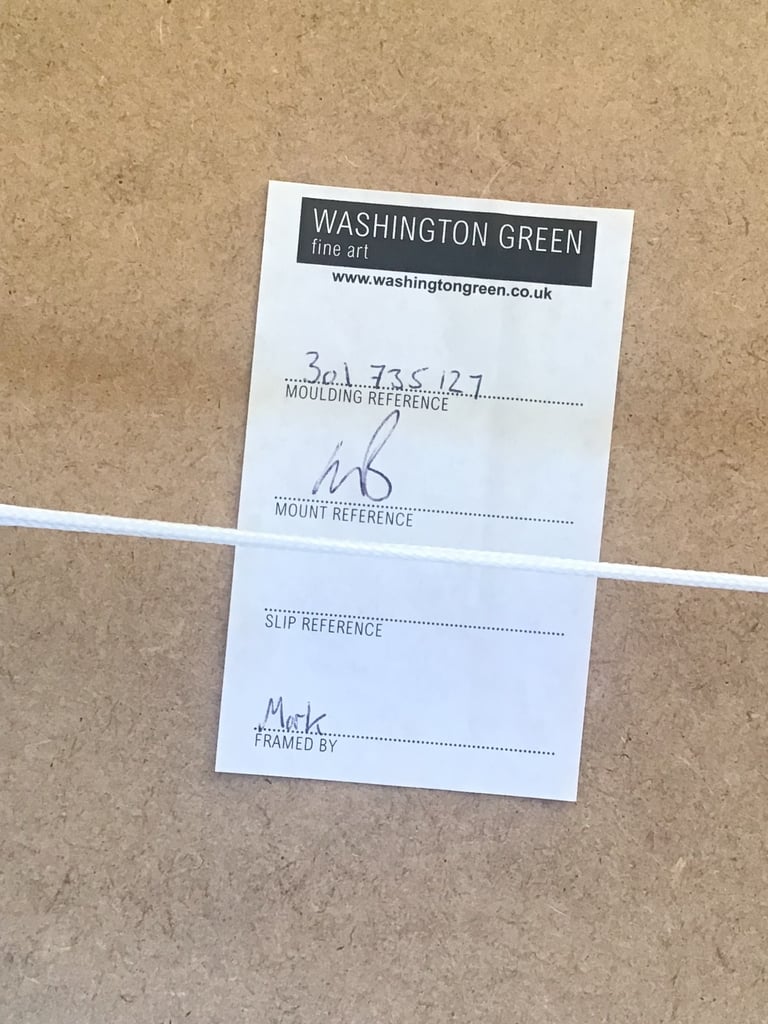 WASHINGTON GREEN
fine art
www.washingtongreen.co.uk
301 735 127
MOULDING REFERENCE
MOUNT REFERENCE
SLIP REFERENCE
Mark
FRAMED BY